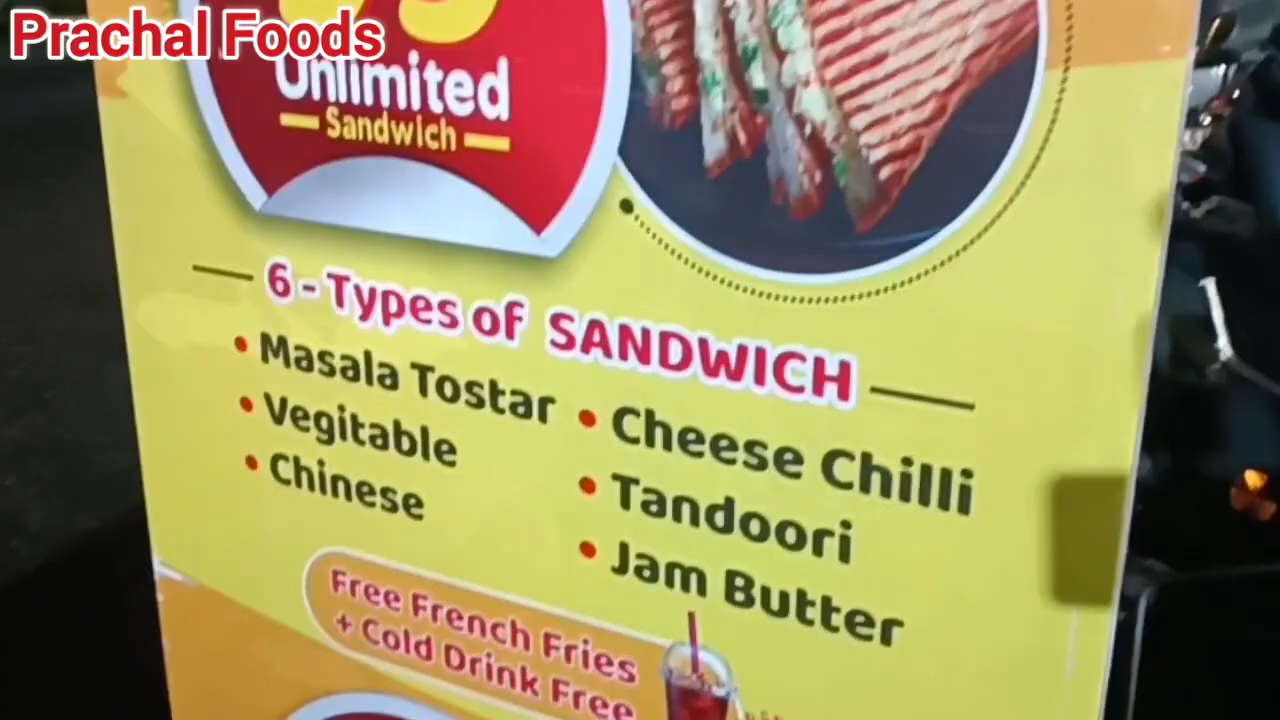 Prachal Foods
Unlimited
Sandwich
6 - Types of SANDWICH
• Masala Tostar
• Vegitable
• Chinese
• Cheese Chilli
• Tandoori
• Jam Butter
Free French Fries
+ Cold Drink Free